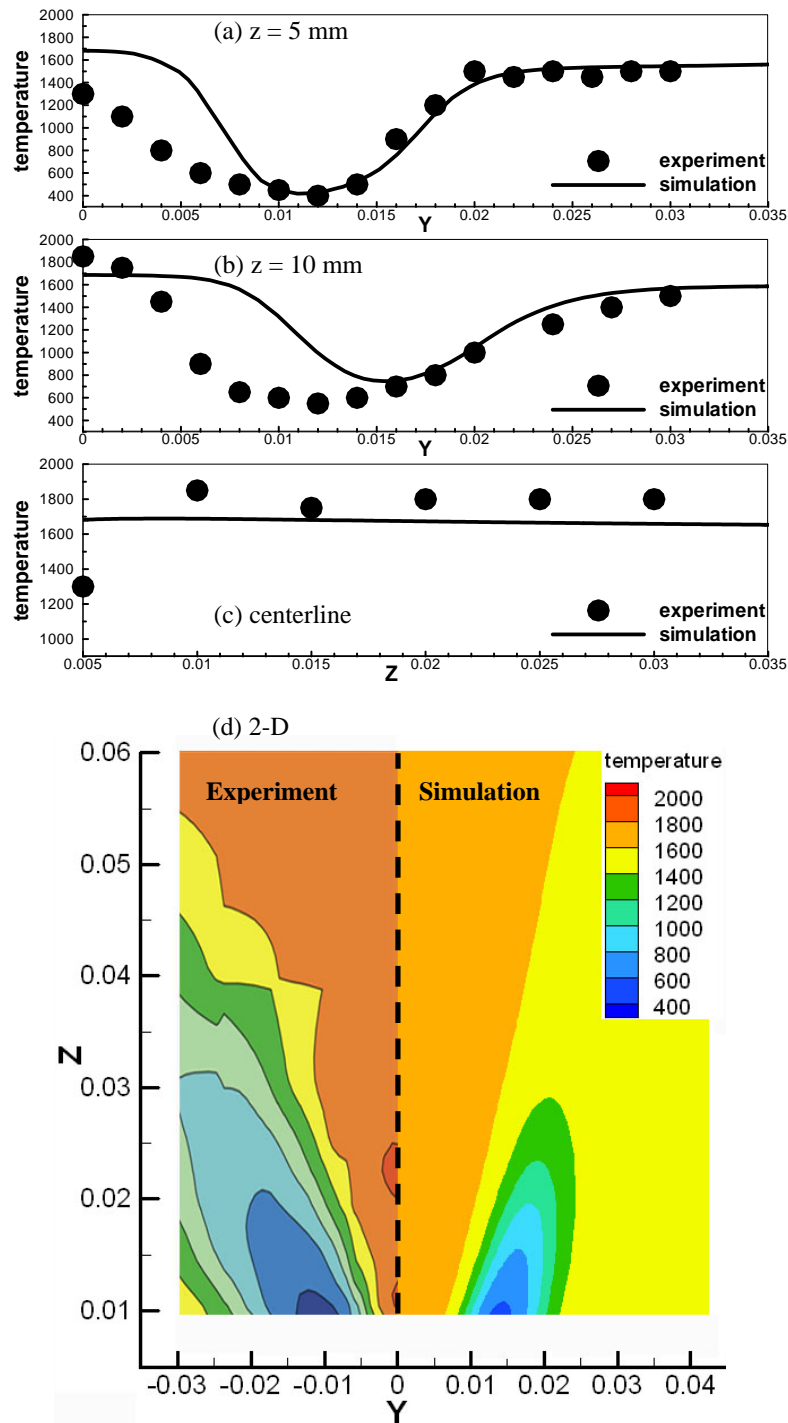 (a) z = 5 mm
temperature
2000
1800
1600
1400
1200
1000
800
600
400
experiment
simulation
0 0.005 0.01 0.015 0.02 0.025 0.03 0.035
Y
(b) z = 10 mm
temperature
2000
1800
1600
1400
1200
1000
800
600
400
experiment
simulation
0 0.005 0.01 0.015 0.02 0.025 0.03 0.035
Y
temperature
2000
1800
1600
1400
1200
1000
(c) centerline
experiment
simulation
0.005 0.01 0.015 0.02 0.025 0.03 0.035
Z
(d) 2-D
Experiment
Simulation
temperature
2000
1800
1600
1400
1200
1000
800
600
400
Z
0.06
0.05
0.04
0.03
0.02
0.01
-0.03 -0.02 -0.01 0 0.01 0.02 0.03 0.04
Y